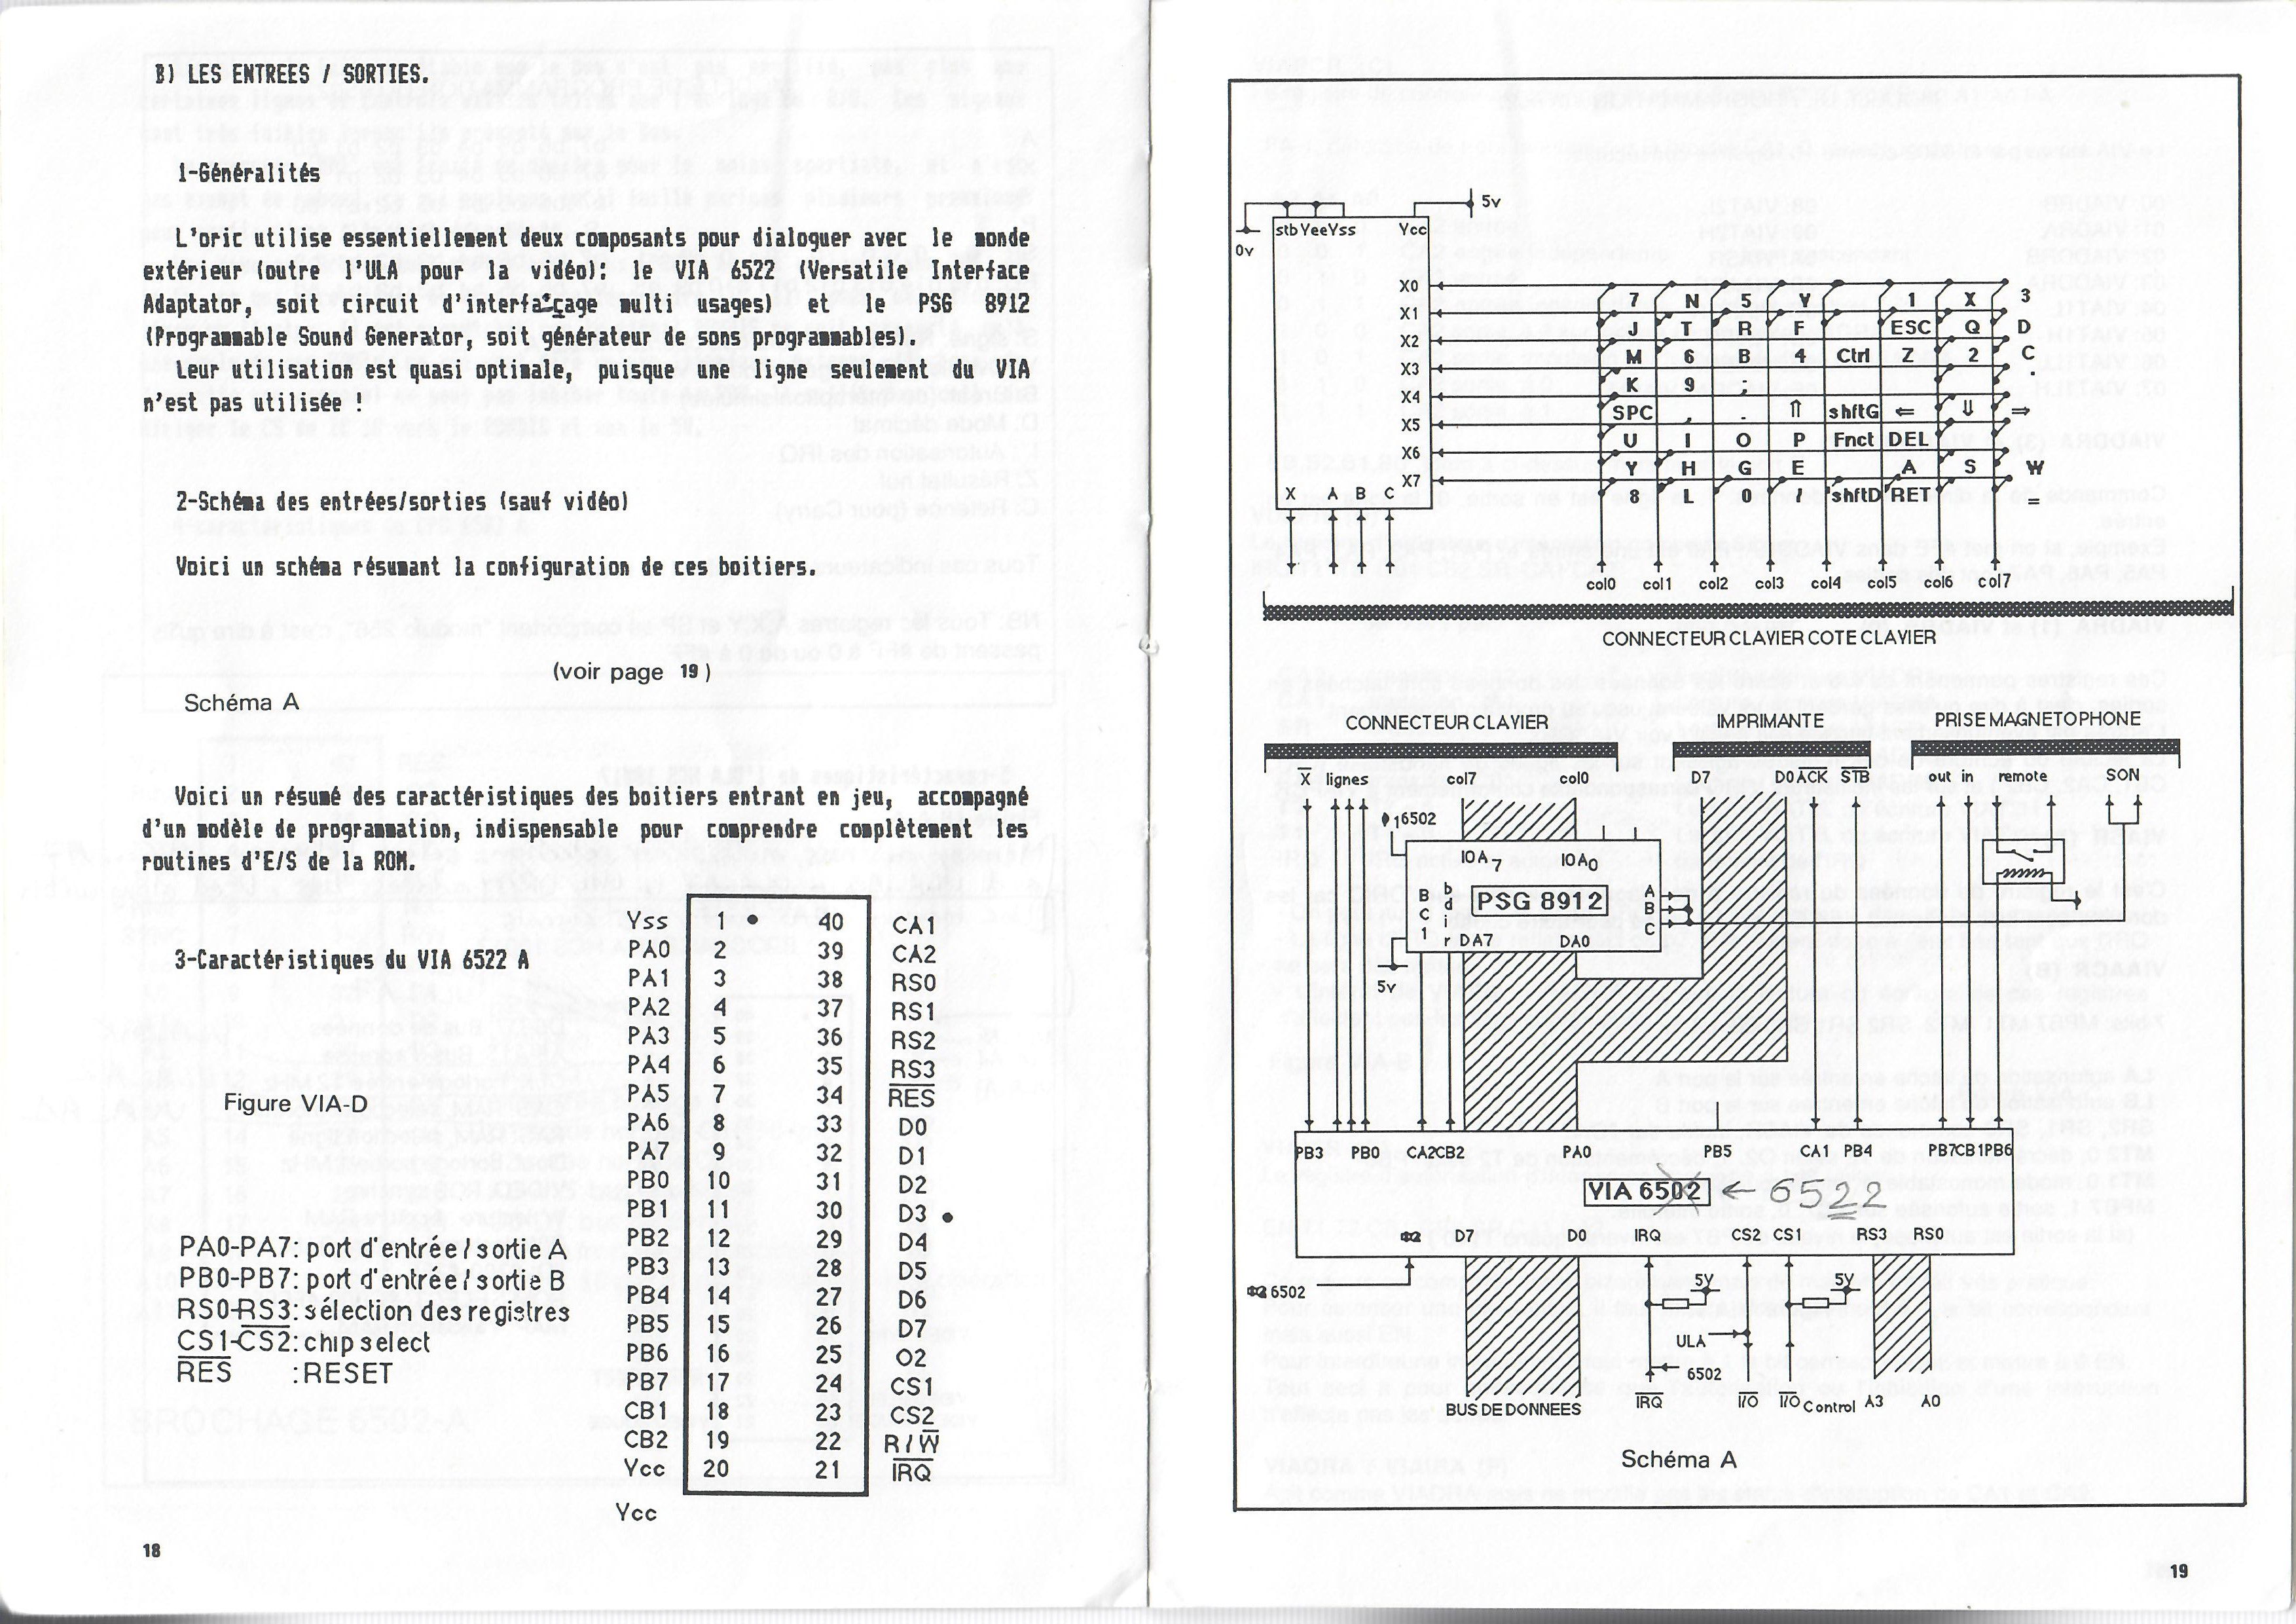 B) LES ENTREES / SORTIES.
1-Généralités
L'oric utilise essentiellement deux composants pour dialoguer avec le monde
extérieur (outre l'ULA pour la vidéo): le VIA 6522 (Versatile Interface
Adaptator, soit circuit d'interfaçage multi usages) et le PSG 8912
(Programmable Sound Generator, soit générateur de sons programmables).
Leur utilisation est quasi optimale, puisque une ligne seulement du VIA
n'est pas utilisée !
2-Schéma des entrées/sorties (sauf vidéo)
Voici un schéma résumant la configuration de ces boitiers.
(voir page 19)
Schéma A
Voici un résumé des caractéristiques des boitiers entrant en jeu, accompagné
d'un modèle de programmation, indispensable pour comprendre complètement les
routines d'E/S de la ROM.
3-Caractéristiques du VIA 6522 A
Figure VIA-D
PA0-PA7: port d'entrée / sortie A
PB0-PB7: port d'entrée / sortie B
RS0-RS3: sélection des registres
CS1-CS2: chip select
RES :RESET
Vss 1 • 40 CA1
PA0 2 39 CA2
PA1 3 38 RS0
PA2 4 37 RS1
PA3 5 36 RS2
PA4 6 35 RS3
PA5 7 34 RES
PA6 8 33 D0
PA7 9 32 D1
PB0 10 31 D2
PB1 11 30 D3 •
PB2 12 29 D4
PB3 13 28 D5
PB4 14 27 D6
PB5 15 26 D7
PB6 16 25 O2
PB7 17 24 CS1
CB1 18 23 CS2
CB2 19 22 R/W
Vcc 20 21 IRQ
Vcc
18
5v
0v
stb Vee Vss Vcc
X0
X1
X2
X3
X4
X5
X6
X7
X A B C
7 N 5 V 1 X 3
J T R F ESC Q D
M 6 B 4 Ctrl Z 2 C
K 9 ; .
SPC , . ⇑ shftG ⇐ ⇓ ⇒
U I O P Fnct DEL
Y H G E A S W
8 L 0 / shftD RET =
col0 col1 col2 col3 col4 col5 col6 col7
CONNECTEUR CLAVIER COTE CLAVIER
CONNECTEUR CLAVIER IMPRIMANTE PRISE MAGNETOPHONE
X lignes col7 col0 D7 D0 ACK STB out in remote SON
ϕ16502
IOA7 IOA0
BC1 bdir PSG 8912 A B C
DA7 DA0
5v
PB3 PB0 CA2 CB2 PA0 PB5 CA1 PB4 PB7 CB1 PB6
VIA 6502 ← 6522
Φ2 D7 D0 IRQ CS2 CS1 RS3 RS0
Φ2 6502
5V 5V
ULA
6502
BUS DE DONNEES IRQ I/O I/O Control A3 A0
Schéma A
19